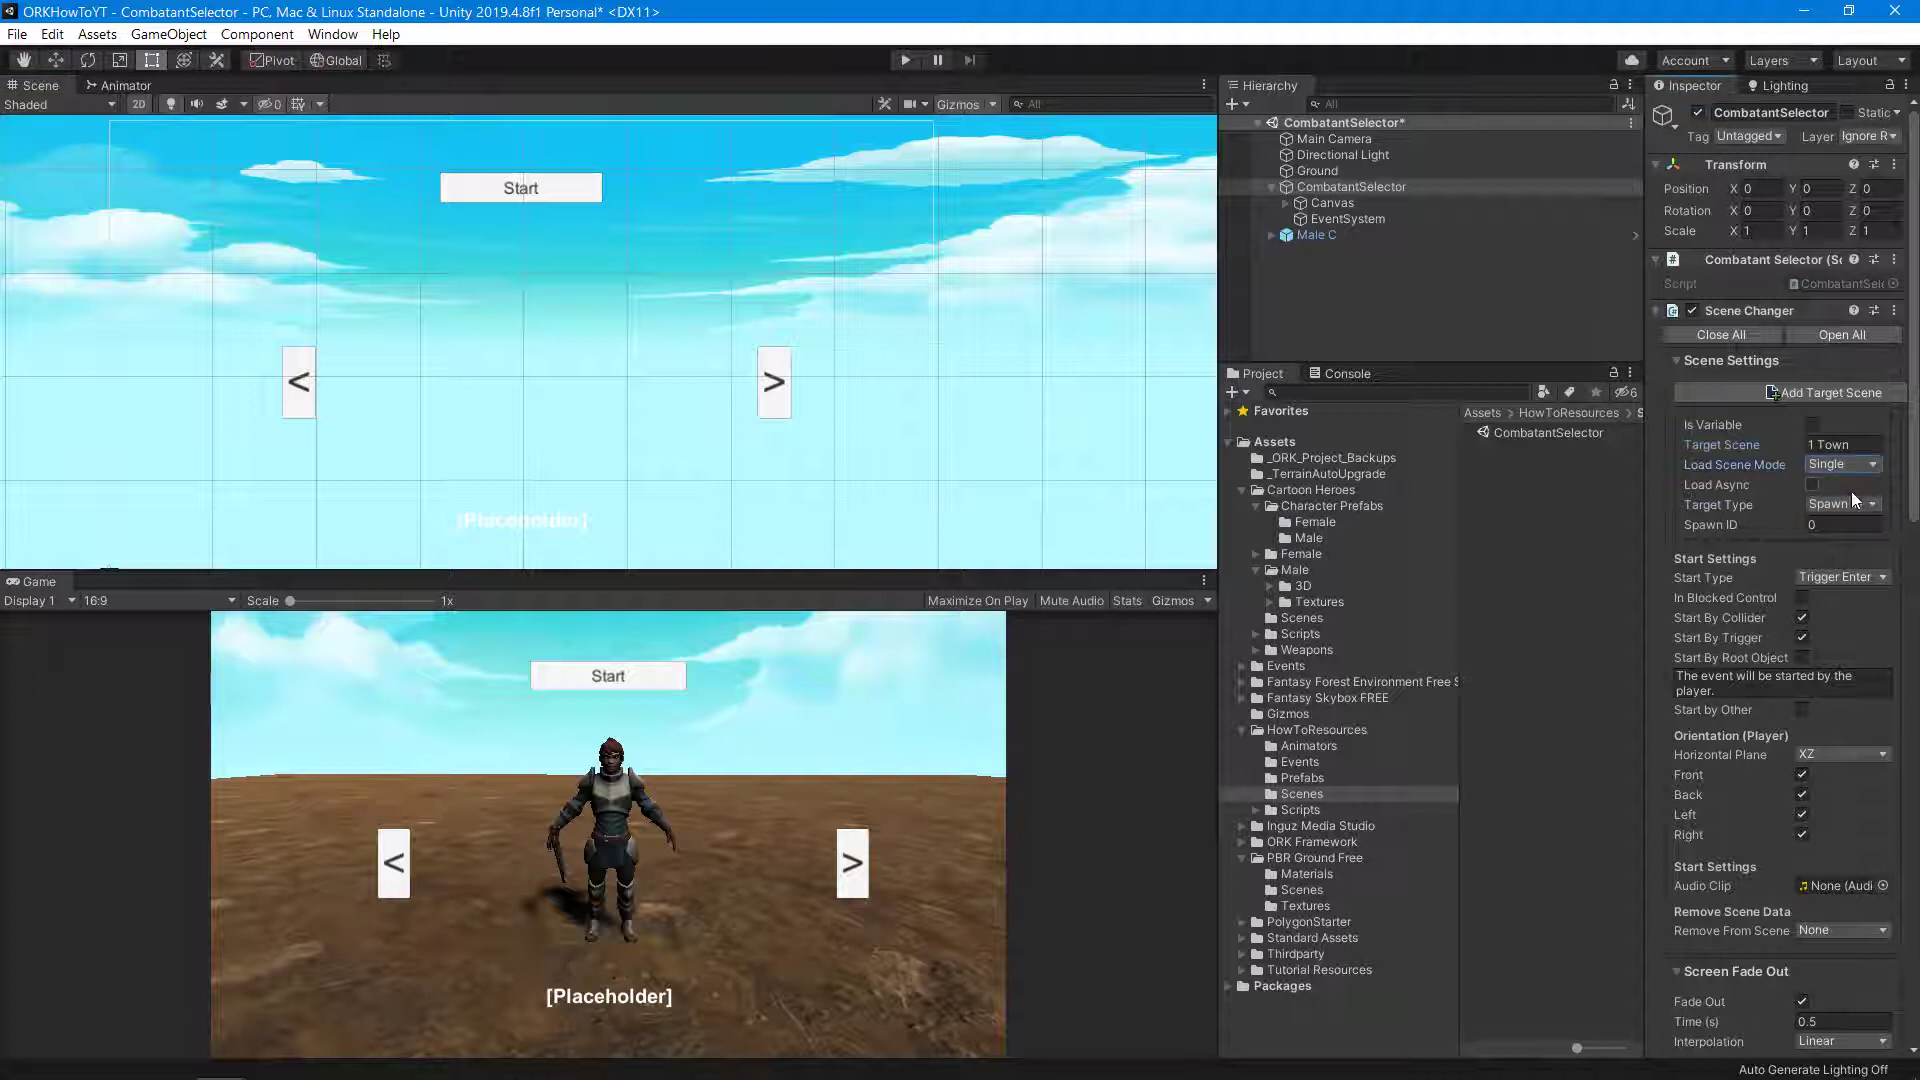 ORKHowToYT - CombatantSelector - PC, Mac & Linux Standalone - Unity 2019.4.8f1 Personal* <DX11>
File Edit Assets GameObject Component Window Help
Pivot Global Account Layers Layout
Scene Animator
Shaded 2D 0 Gizmos All
Start
<
>
[Placeholder]
Game
Display 1 16:9 Scale 1x Maximize On Play Mute Audio Stats Gizmos
Start
<
>
[Placeholder]
Hierarchy
All
CombatantSelector*
Main Camera
Directional Light
Ground
CombatantSelector
Canvas
EventSystem
Male C
Project Console
6
Favorites
Assets
_ORK_Project_Backups
_TerrainAutoUpgrade
Cartoon Heroes
Character Prefabs
Female
Male
Female
Male
3D
Textures
Scenes
Scripts
Weapons
Events
Fantasy Forest Environment Free S
Fantasy Skybox FREE
Gizmos
HowToResources
Animators
Events
Prefabs
Scenes
Scripts
Inguz Media Studio
ORK Framework
PBR Ground Free
Materials
Scenes
Textures
PolygonStarter
Standard Assets
Thirdparty
Tutorial Resources
Packages
Assets > HowToResources > S
CombatantSelector
Inspector Lighting
CombatantSelector Static
Tag Untagged Layer Ignore R
Transform
Position X 0 Y 0 Z 0
Rotation X 0 Y 0 Z 0
Scale X 1 Y 1 Z 1
# Combatant Selector (Sc
Script CombatantSel
Scene Changer
Close All Open All
Scene Settings
Add Target Scene
Is Variable
Target Scene 1 Town
Load Scene Mode Single
Load Async
Target Type Spawn
Spawn ID 0
Start Settings
Start Type Trigger Enter
In Blocked Control
Start By Collider
Start By Trigger
Start By Root Object
The event will be started by the
player.
Start by Other
Orientation (Player)
Horizontal Plane XZ
Front
Back
Left
Right
Start Settings
Audio Clip None (Audi
Remove Scene Data
Remove From Scene None
Screen Fade Out
Fade Out
Time (s) 0.5
Interpolation Linear
Auto Generate Lighting Off